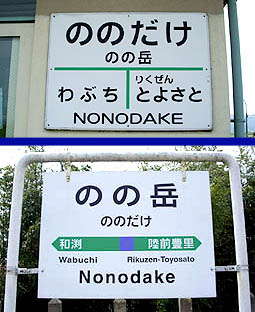 ののだけ
のの岳
りくぜん
わぶち とよさと
NONODAKE
のの岳
ののだけ
和渕 陸前豊里
Wabuchi Rikuzen-Toyosato
Nonodake